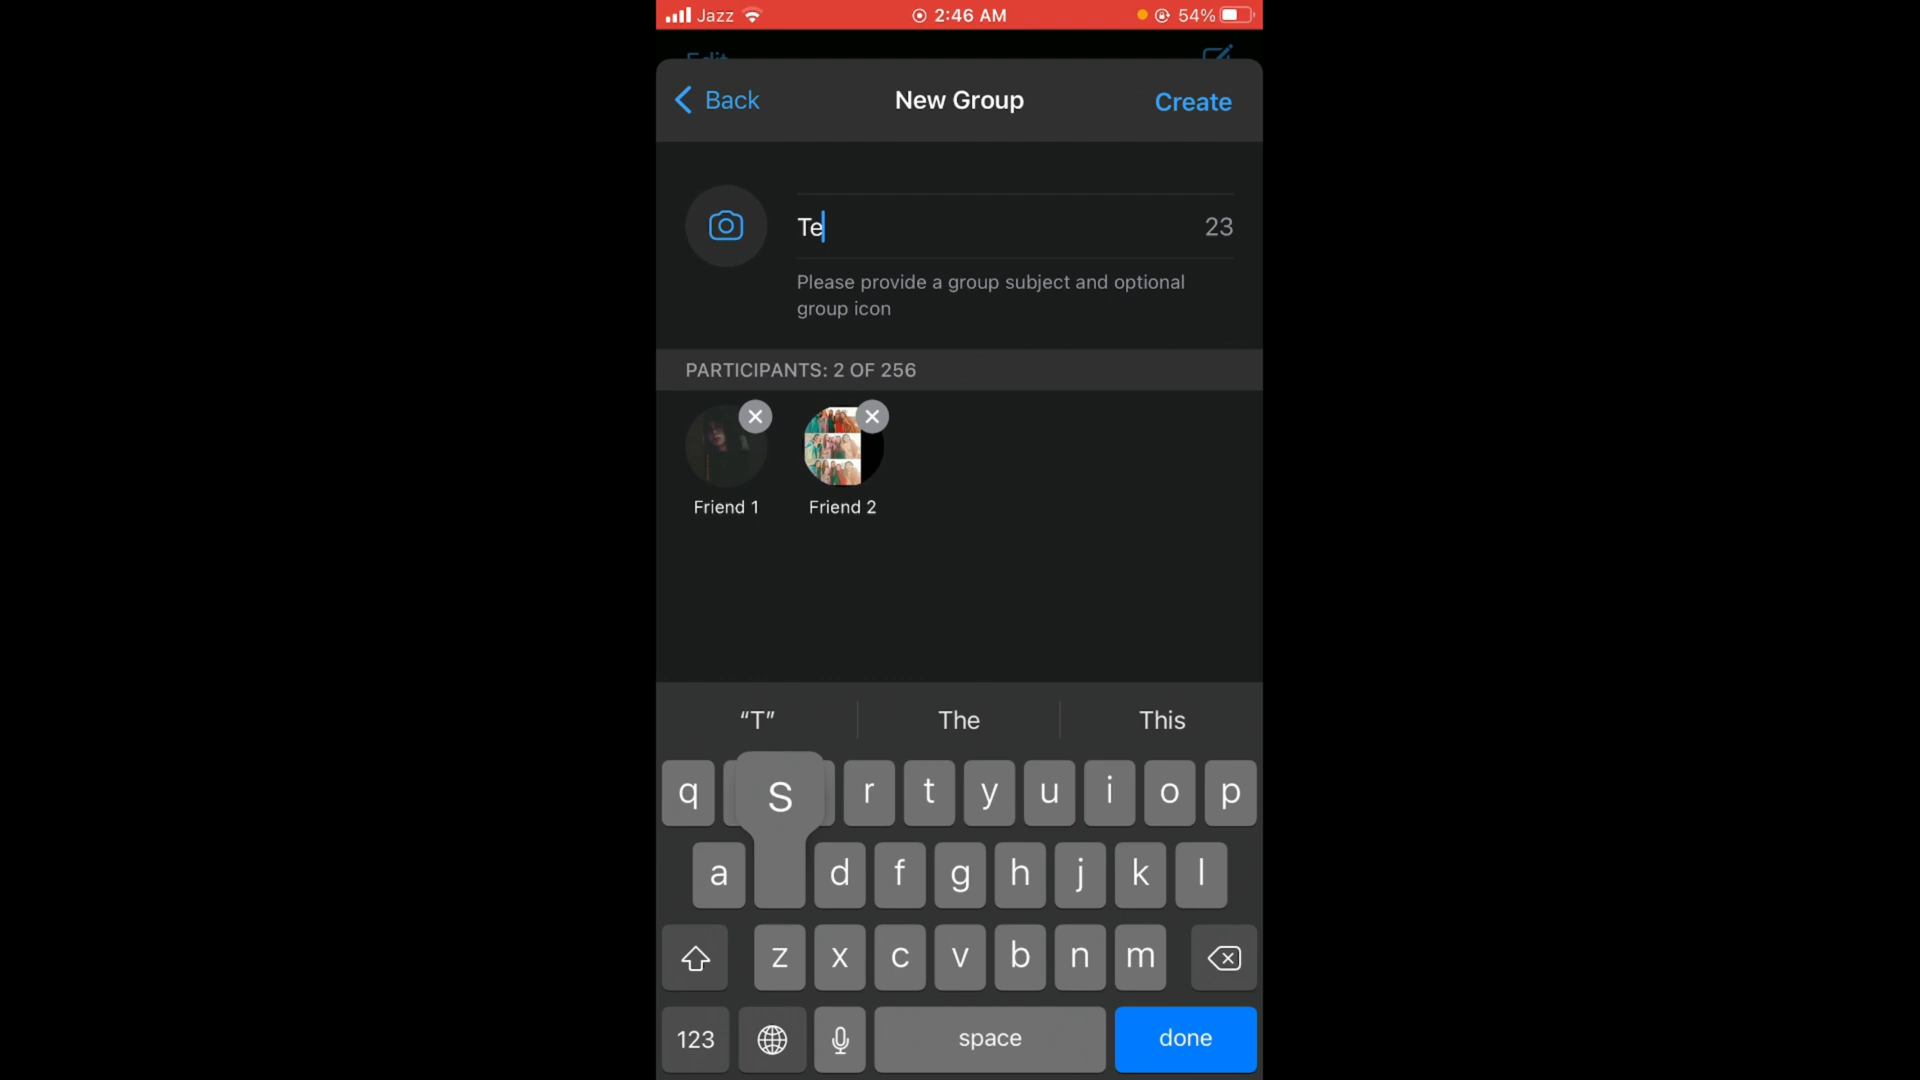 Jazz 2:46 AM 54%
Edit
Back New Group Create
Te 23
Please provide a group subject and optional
group icon
PARTICIPANTS: 2 OF 256
Friend 1 Friend 2
“T” The This
q s r t y u i o p
a d f g h j k l
z x c v b n m
123 space done